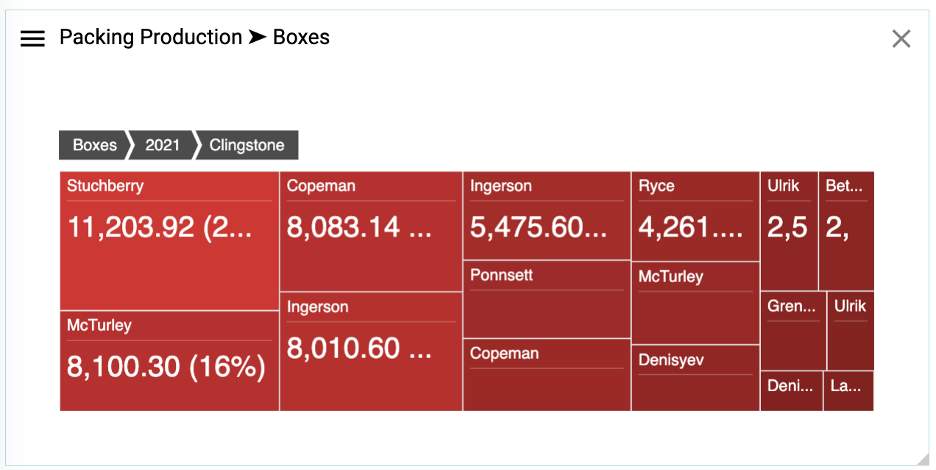 Packing Production ➤ Boxes
Boxes 2021 Clingstone
Stuchberry
11,203.92 (2...
McTurley
8,100.30 (16%)
Copeman
8,083.14 ...
Ingerson
8,010.60 ...
Ingerson
5,475.60...
Ponnsett
Copeman
Ryce
4,261....
McTurley
Denisyev
Ulrik
2,5
Bet...
2,
Gren...
Ulrik
Deni...
La...